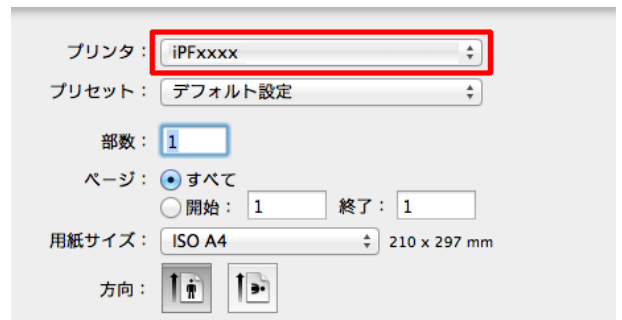 プリンタ： iPFxxxx
プリセット： デフォルト設定
部数： 1
ページ： すべて
開始： 1 終了： 1
用紙サイズ： ISO A4 210 x 297 mm
方向：